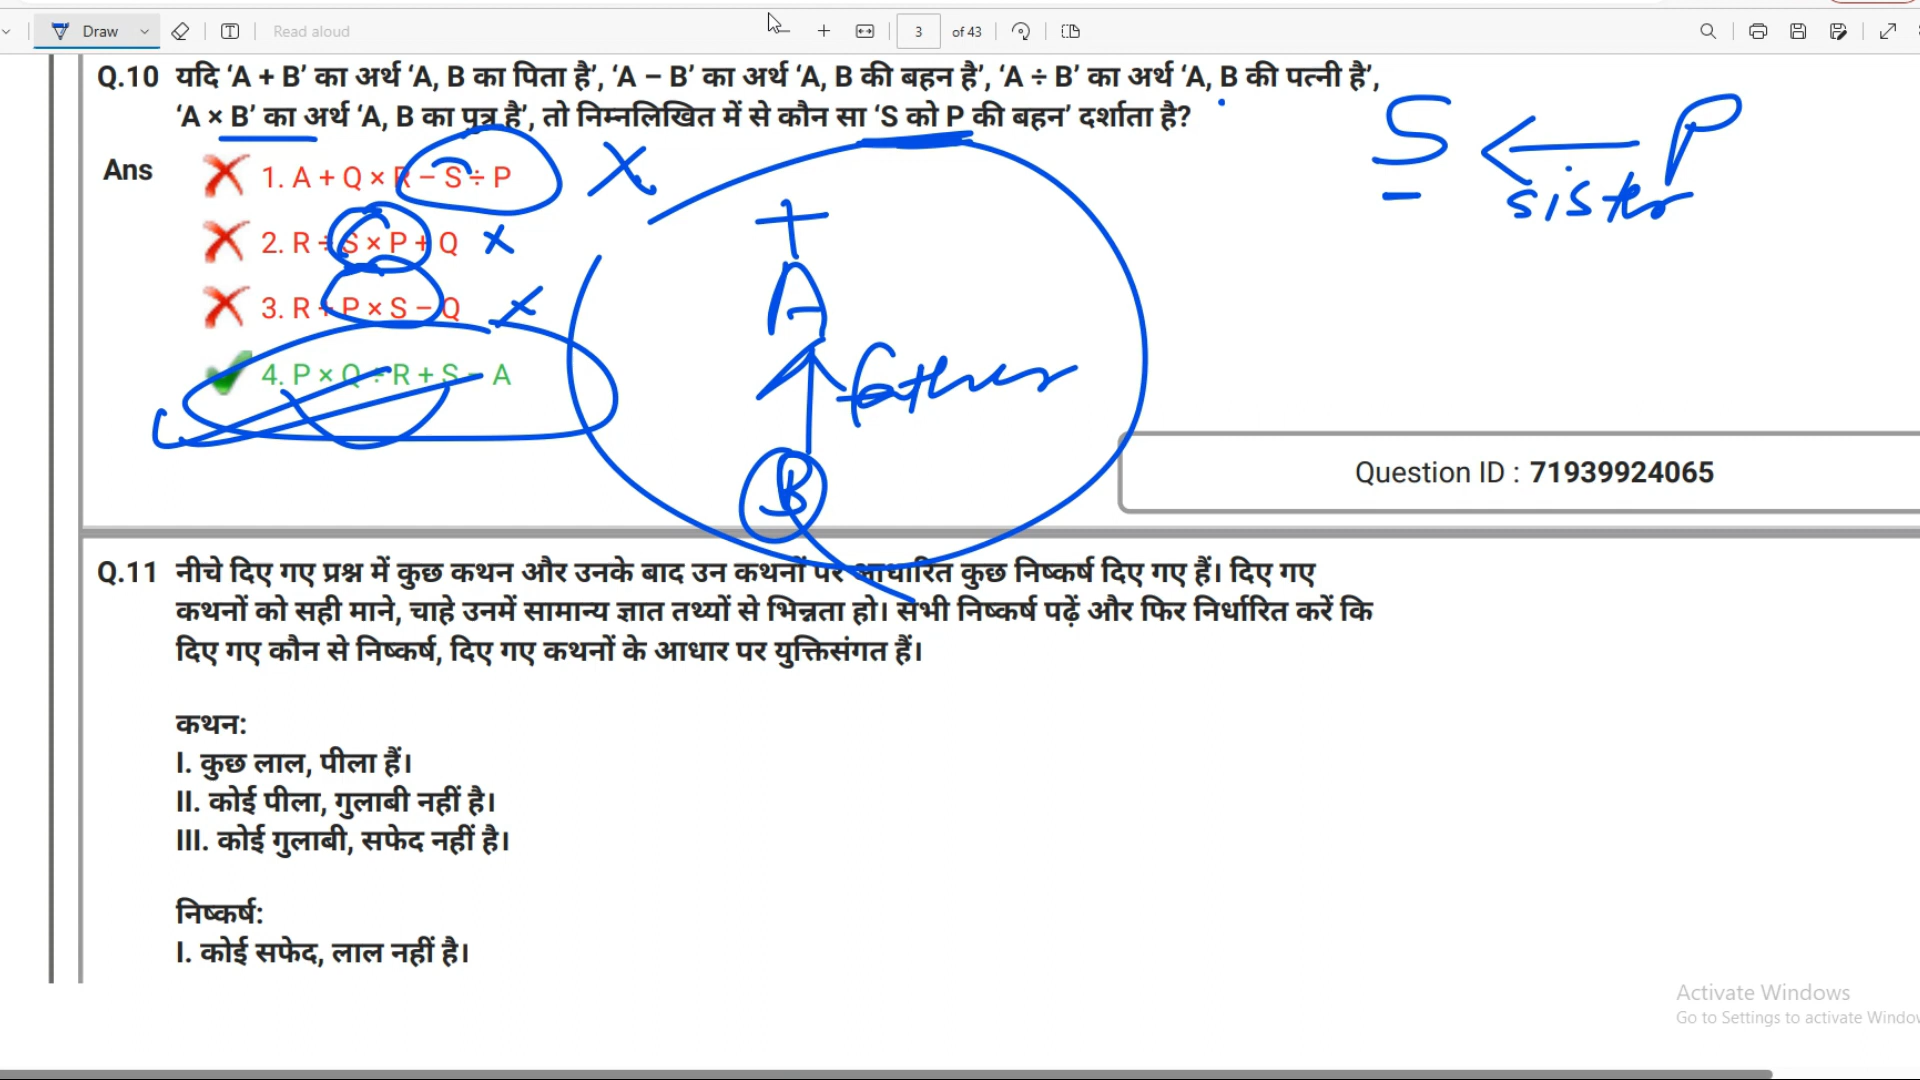 Draw
Read aloud
3 of 43
Q.10 यदि ‘A + B’ का अर्थ ‘A, B का पिता है’, ‘A – B’ का अर्थ ‘A, B की बहन है’, ‘A ÷ B’ का अर्थ ‘A, B की पत्नी है’,
‘A × B’ का अर्थ ‘A, B का पुत्र है’, तो निम्नलिखित में से कौन सा ‘S को P की बहन’ दर्शाता है?
S P
sister
Ans
1. A + Q × R – S ÷ P
2. R ÷ S × P + Q
3. R ÷ P × S – Q
4. P × Q ÷ R + S – A
+
A
father
B
Question ID : 71939924065
Q.11 नीचे दिए गए प्रश्न में कुछ कथन और उनके बाद उन कथनों पर आधारित कुछ निष्कर्ष दिए गए हैं। दिए गए
कथनों को सही माने, चाहे उनमें सामान्य ज्ञात तथ्यों से भिन्नता हो। सभी निष्कर्ष पढ़ें और फिर निर्धारित करें कि
दिए गए कौन से निष्कर्ष, दिए गए कथनों के आधार पर युक्तिसंगत हैं।
कथन:
I. कुछ लाल, पीला हैं।
II. कोई पीला, गुलाबी नहीं है।
III. कोई गुलाबी, सफेद नहीं है।
निष्कर्ष:
I. कोई सफेद, लाल नहीं है।
Activate Windows
Go to Settings to activate Window